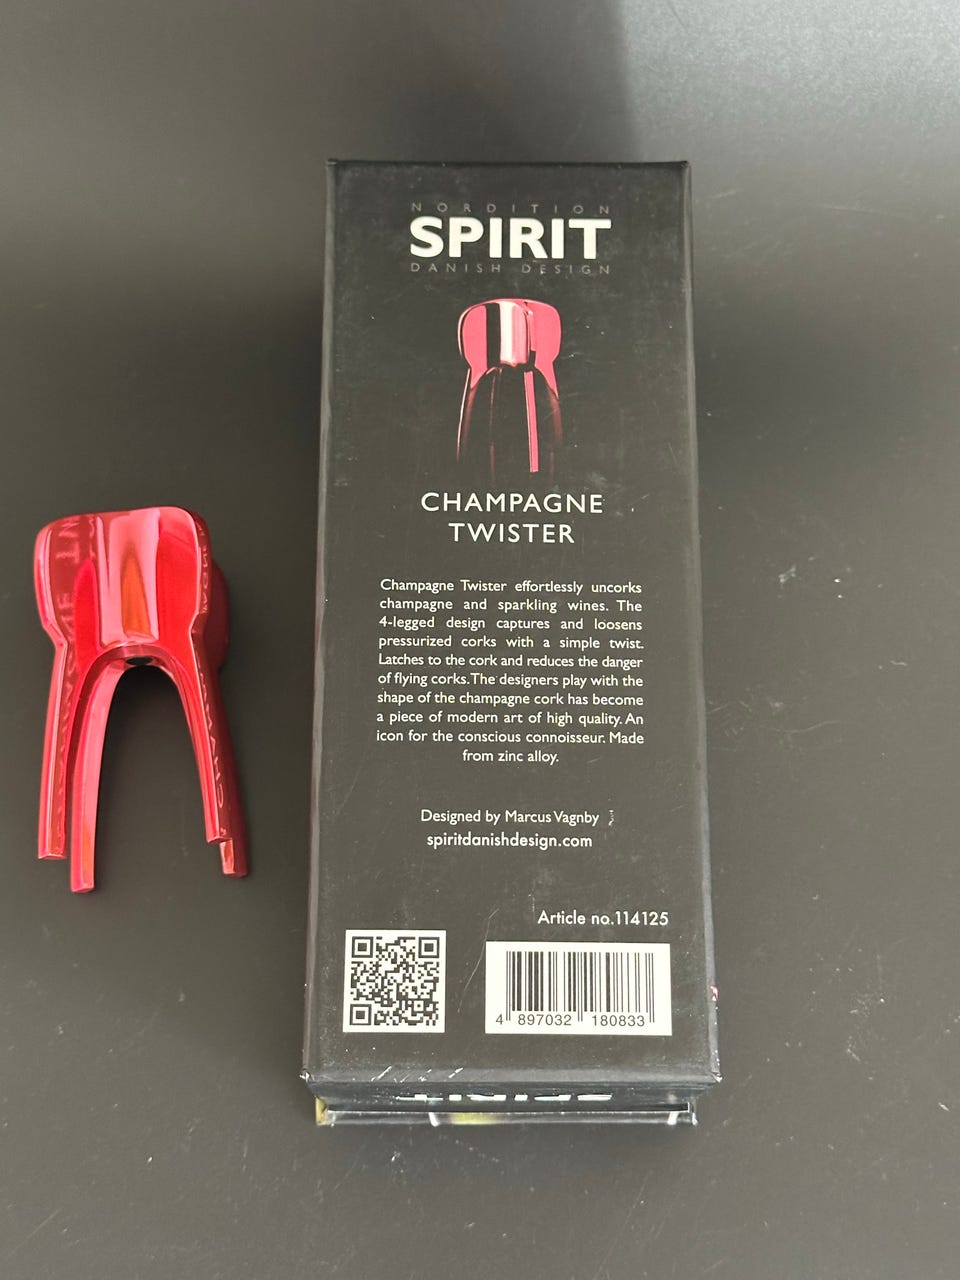 NORDITION
SPIRIT
DANISH DESIGN
CHAMPAGNE
TWISTER
Champagne Twister effortlessly uncorks
champagne and sparkling wines. The
4-legged design captures and loosens
pressurized corks with a simple twist.
Latches to the cork and reduces the danger
of flying corks. The designers play with the
shape of the champagne cork has become
a piece of modern art of high quality. An
icon for the conscious connoisseur. Made
from zinc alloy.
Designed by Marcus Vagnby
spiritdanishdesign.com
Article no.114125
4 897032 180833
SPIRIT